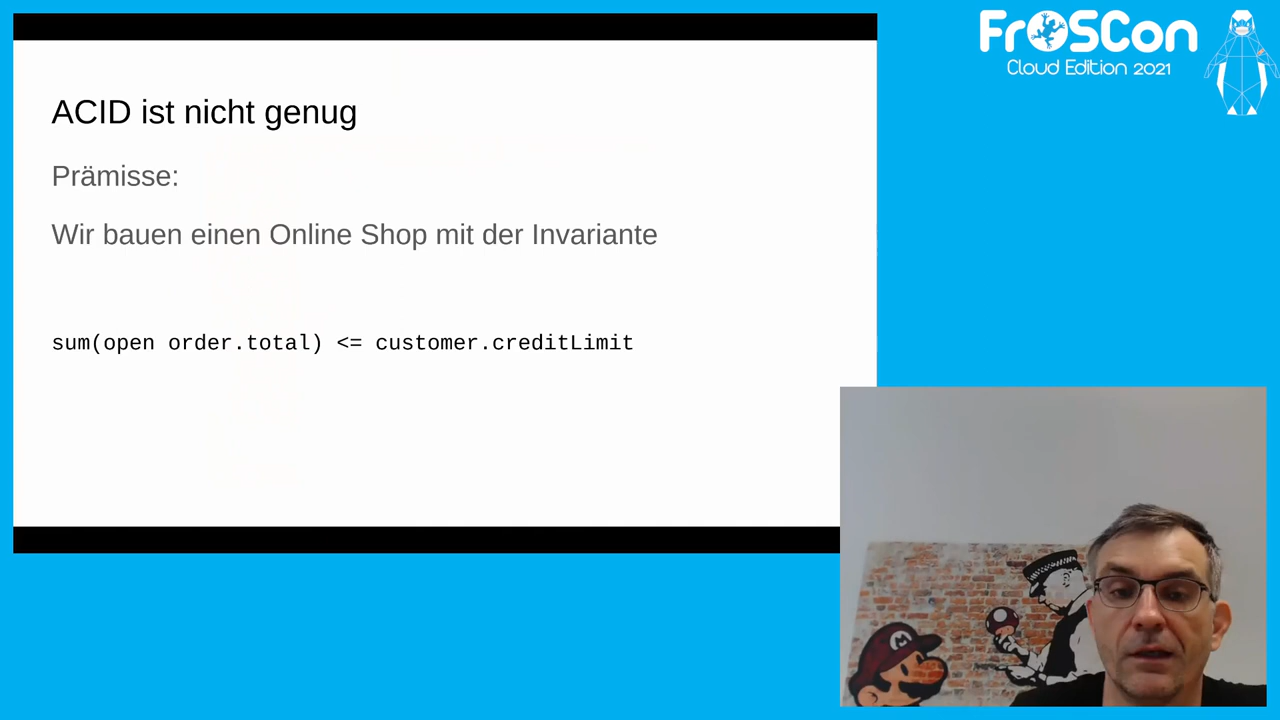 ACID ist nicht genug
Prämisse:
Wir bauen einen Online Shop mit der Invariante
sum(open order.total) <= customer.creditLimit
FrOSCon
Cloud Edition 2021
M